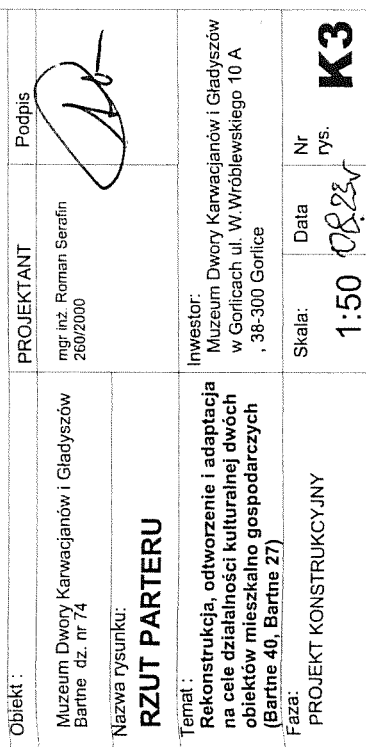 Obiekt :
Muzeum Dwory Karwacjanów i Gładyszów
Bartne dz. nr 74
PROJEKTANT
mgr inż. Roman Serafin
260/2000
Podpis
Nazwa rysunku:
RZUT PARTERU
Temat :
Rekonstrukcja, odtworzenie i adaptacja
na cele działalności kulturalnej dwóch
obiektów mieszkalno gospodarczych
(Bartne 40, Bartne 27)
Inwestor:
Muzeum Dwory Karwacjanów i Gładyszów
w Gorlicach ul. W.Wróblewskiego 10 A
, 38-300 Gorlice
Faza:
PROJEKT KONSTRUKCYJNY
Skala:
1:50
Data
08.23r
Nr
rys.
K3